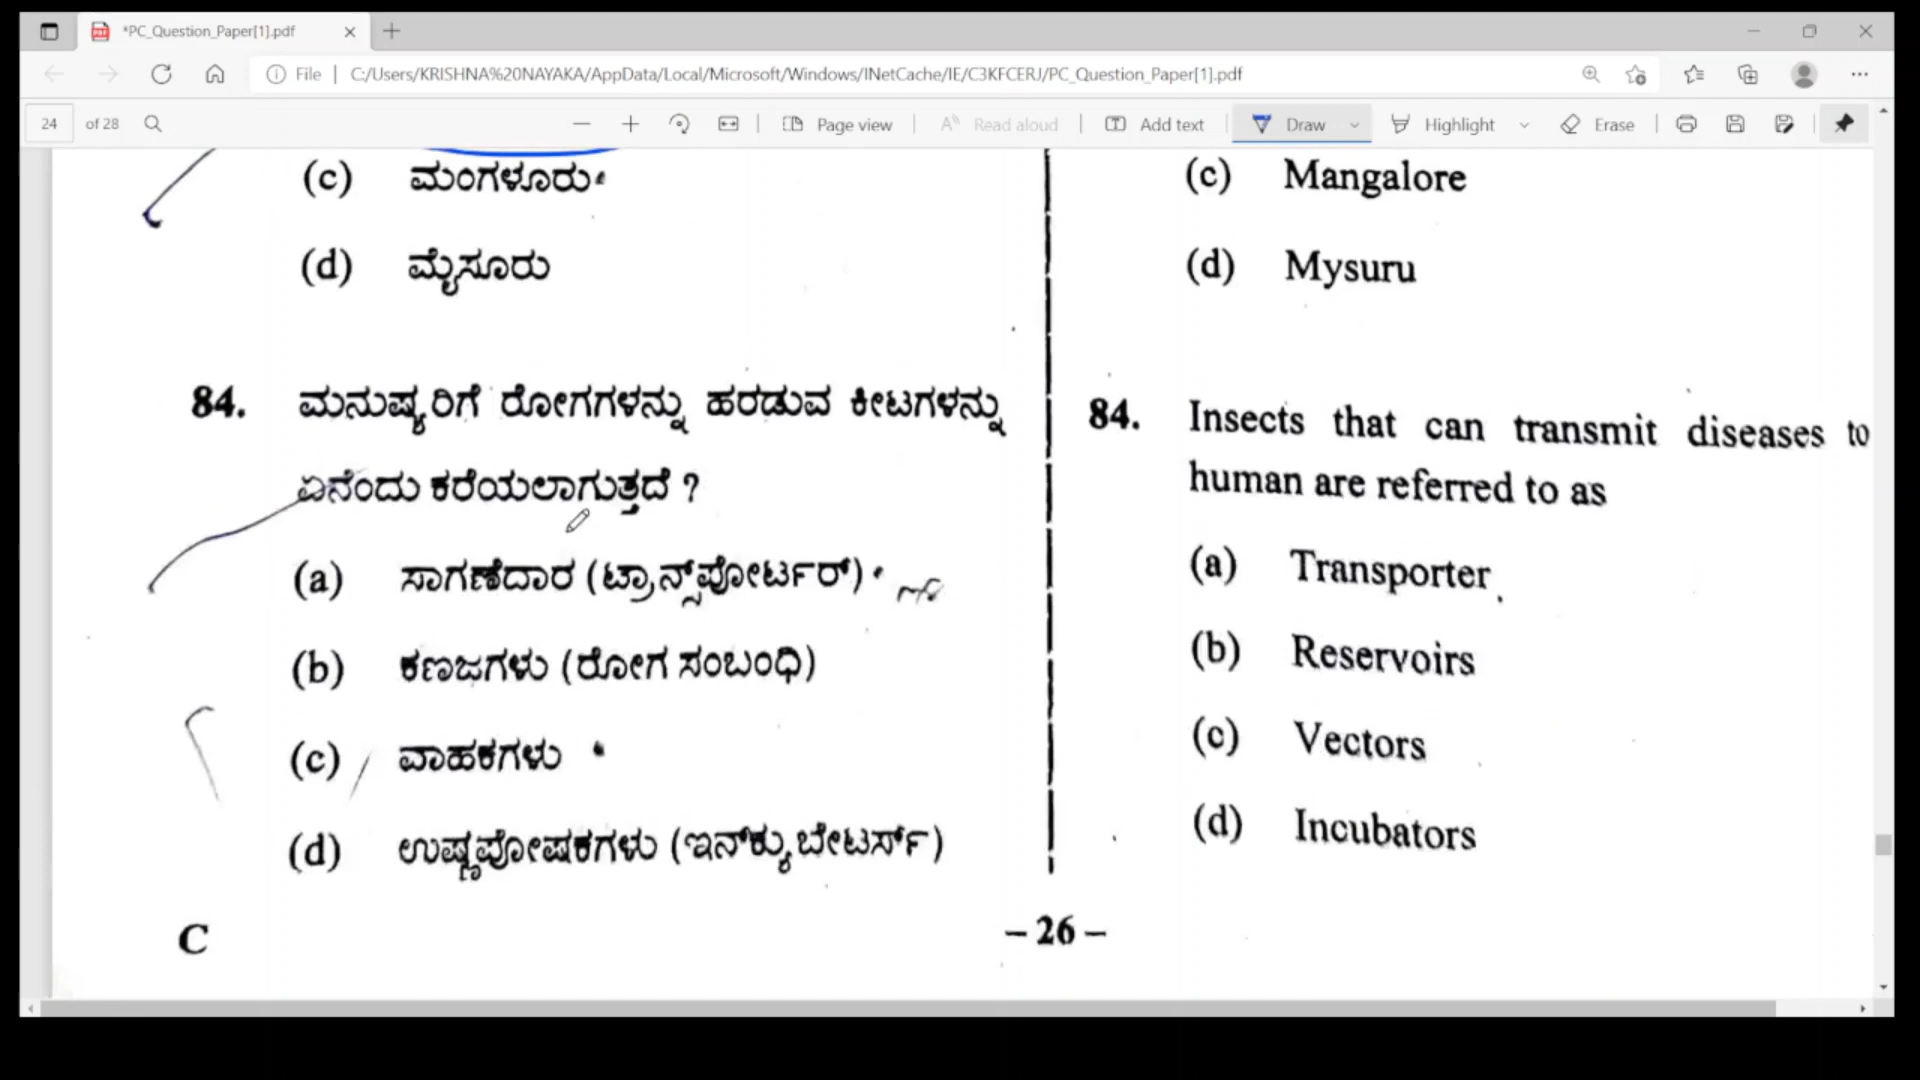 *PC_Question_Paper[1].pdf
File | C:/Users/KRISHNA%20NAYAKA/AppData/Local/Microsoft/Windows/INetCache/IE/C3KFCERJ/PC_Question_Paper[1].pdf
24 of 28 Page view Read aloud Add text Draw Highlight Erase
(c) ಮಂಗಳೂರು
(d) ಮೈಸೂರು
84. ಮನುಷ್ಯರಿಗೆ ರೋಗಗಳನ್ನು ಹರಡುವ ಕೀಟಗಳನ್ನು
ಏನೆಂದು ಕರೆಯಲಾಗುತ್ತದೆ ?
(a) ಸಾಗಣೆದಾರ (ಟ್ರಾನ್ಸ್‌ಪೋರ್ಟರ್)
(b) ಕಣಜಗಳು (ರೋಗ ಸಂಬಂಧಿ)
(c) ವಾಹಕಗಳು
(d) ಉಷ್ಣಪೋಷಕಗಳು (ಇನ್‌ಕ್ಯುಬೇಟರ್ಸ್)
(c) Mangalore
(d) Mysuru
84. Insects that can transmit diseases to
human are referred to as
(a) Transporter
(b) Reservoirs
(c) Vectors
(d) Incubators
C
– 26 –